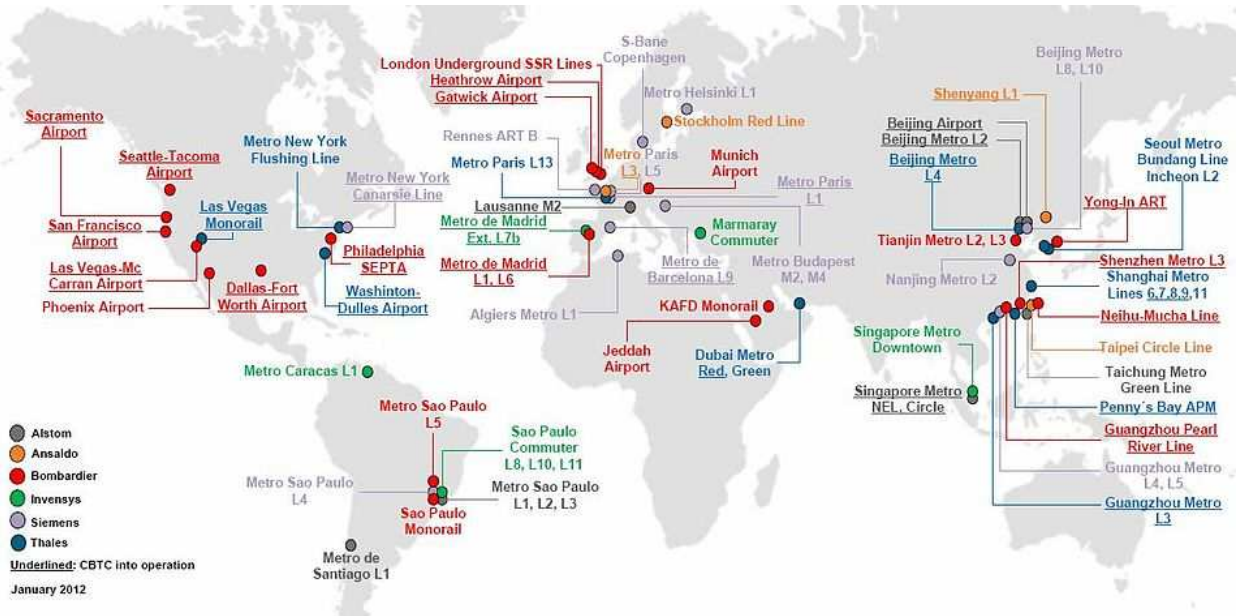 S-Bane
Copenhagen
London Underground SSR Lines
Heathrow Airport
Gatwick Airport
Metro Helsinki L1
Stockholm Red Line
Rennes ART B
Metro Paris L13
Metro Paris
L3, L5
Munich
Airport
Metro Paris
L1
Lausanne M2
Metro de Madrid
Ext. L7b
Metro de Madrid
L1, L6
Marmaray
Commuter
Metro de
Barcelona L9
Metro Budapest
M2, M4
Algiers Metro L1
KAFD Monorail
Jeddah
Airport
Dubai Metro
Red, Green
Sacramento
Airport
Seattle-Tacoma
Airport
Metro New York
Flushing Line
Metro New York
Canarsie Line
Las Vegas
Monorail
San Francisco
Airport
Las Vegas-Mc
Carran Airport
Phoenix Airport
Dallas-Fort
Worth Airport
Philadelphia
SEPTA
Washinton-
Dulles Airport
Beijing Metro
L8, L10
Shenyang L1
Beijing Airport
Beijing Metro L2
Beijing Metro
L4
Seoul Metro
Bundang Line
Incheon L2
Yong-In ART
Tianjin Metro L2, L3
Nanjing Metro L2
Shenzhen Metro L3
Shanghai Metro
Lines 6,7,8,9,11
Neihu-Mucha Line
Taipei Circle Line
Taichung Metro
Green Line
Penny´s Bay APM
Guangzhou Pearl
River Line
Guangzhou Metro
L4, L5
Guangzhou Metro
L3
Singapore Metro
Downtown
Singapore Metro
NEL, Circle
Metro Caracas L1
Metro Sao Paulo
L5
Sao Paulo
Commuter
L8, L10, L11
Metro Sao Paulo
L4
Metro Sao Paulo
L1, L2, L3
Sao Paulo
Monorail
Metro de
Santiago L1
Alstom
Ansaldo
Bombardier
Invensys
Siemens
Thales
Underlined: CBTC into operation
January 2012